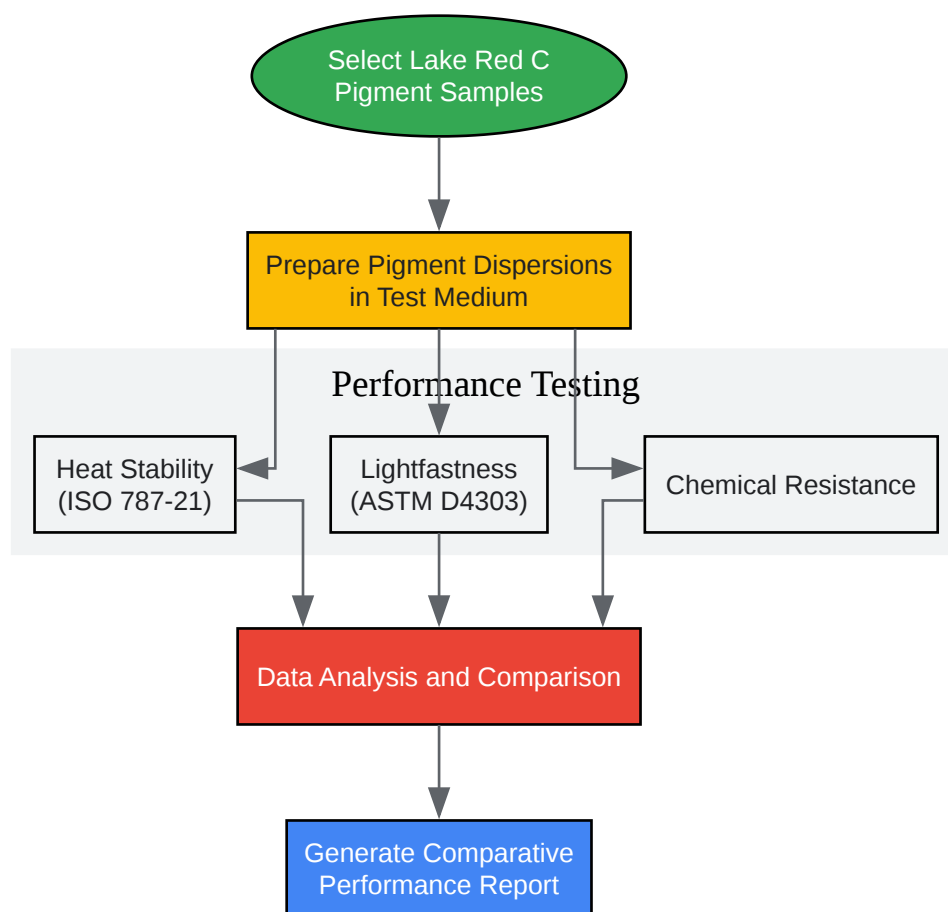 Select Lake Red C
Pigment Samples
Prepare Pigment Dispersions
in Test Medium
Performance Testing
Heat Stability
(ISO 787-21)
Lightfastness
(ASTM D4303)
Chemical Resistance
Data Analysis and Comparison
Generate Comparative
Performance Report